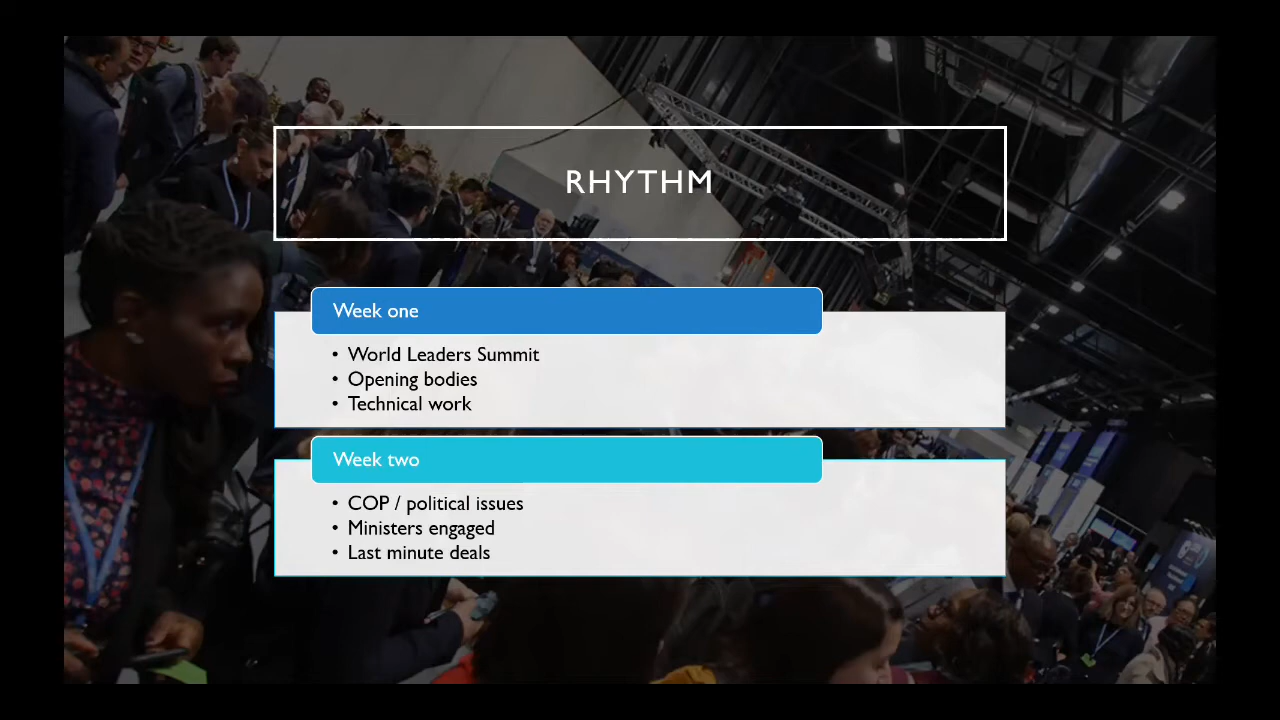 RHYTHM
Week one
• World Leaders Summit
• Opening bodies
• Technical work
Week two
• COP / political issues
• Ministers engaged
• Last minute deals